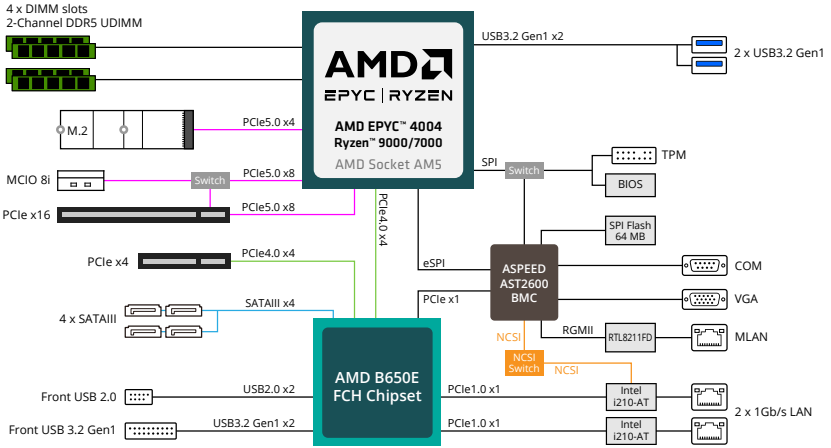 4 x DIMM slots
2-Channel DDR5 UDIMM
USB3.2 Gen1 x2
2 x USB3.2 Gen1
AMD
EPYC | RYZEN
AMD EPYC™ 4004
Ryzen™ 9000/7000
AMD Socket AM5
PCIe5.0 x4
M.2
SPI
Switch
TPM
BIOS
MCIO 8i
Switch
PCIe5.0 x8
PCIe x16
PCIe5.0 x8
PCIe4.0 x4
SPI Flash
64 MB
PCIe x4
PCIe4.0 x4
eSPI
ASPEED
AST2600
BMC
COM
PCIe x1
VGA
4 x SATAIII
SATAIII x4
NCSI
RGMII
RTL8211FD
MLAN
NCSI
Switch
NCSI
AMD B650E
FCH Chipset
Front USB 2.0
USB2.0 x2
PCIe1.0 x1
Intel
i210-AT
2 x 1Gb/s LAN
Front USB 3.2 Gen1
USB3.2 Gen1 x2
PCIe1.0 x1
Intel
i210-AT